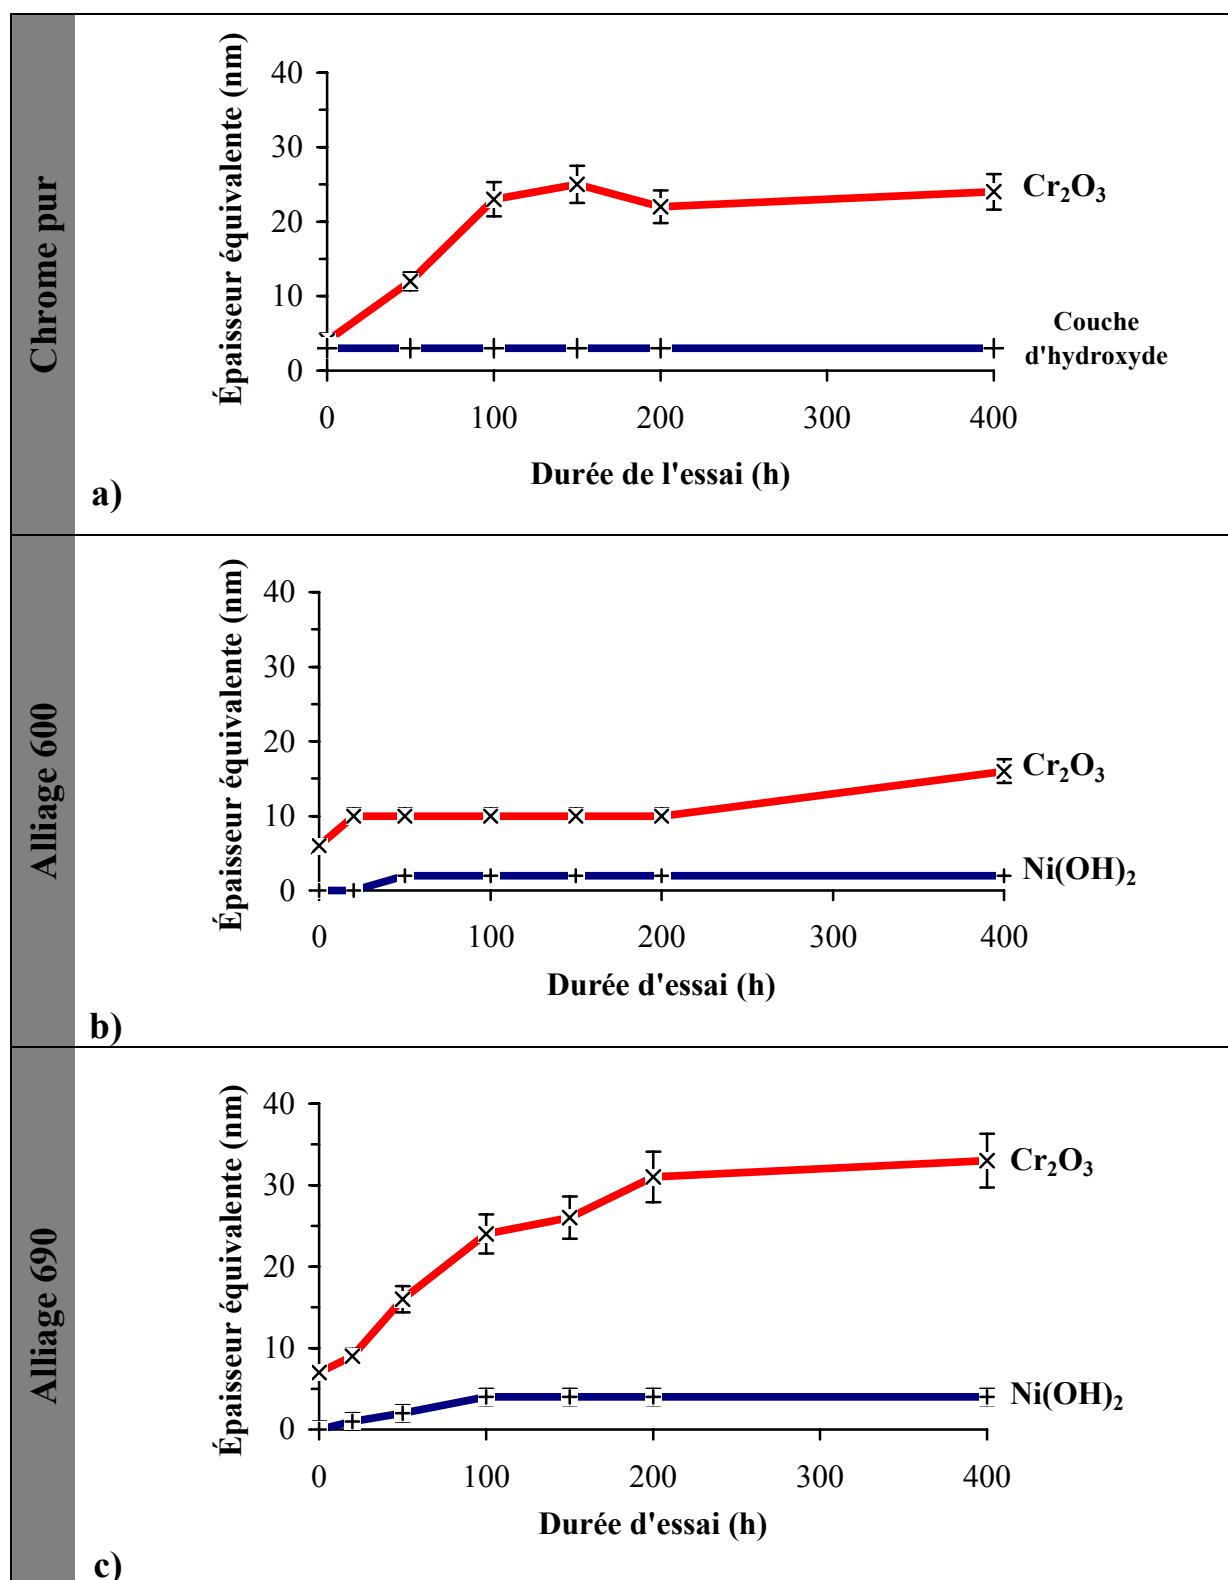 Chrome pur
Épaisseur équivalente (nm)
40
30
20
10
0
0 100 200 300 400
Cr₂O₃
Couche
d'hydroxyde
Durée de l'essai (h)
a)
Alliage 600
Épaisseur équivalente (nm)
40
30
20
10
0
0 100 200 300 400
Cr₂O₃
Ni(OH)₂
Durée d'essai (h)
b)
Alliage 690
Épaisseur équivalente (nm)
40
30
20
10
0
0 100 200 300 400
Cr₂O₃
Ni(OH)₂
Durée d'essai (h)
c)